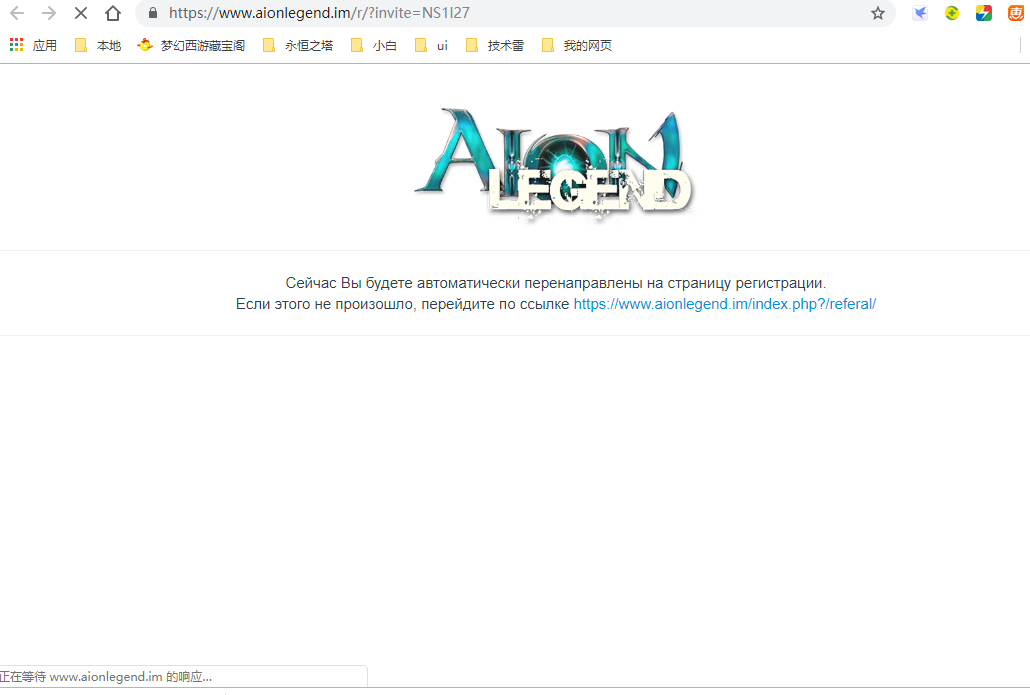 https://www.aionlegend.im/r/?invite=NS1I27
惠
应用 本地 梦幻西游藏宝阁 永恒之塔 小白 ui 技术雷 我的网页
AION
LEGEND
Сейчас Вы будете автоматически перенаправлены на страницу регистрации.
Если этого не произошло, перейдите по ссылке https://www.aionlegend.im/index.php?/referal/
正在等待 www.aionlegend.im 的响应...